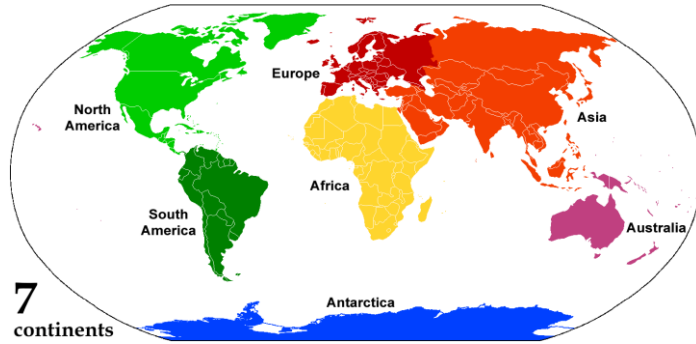 Europe
North
America
Asia
Africa
South
America
Australia
Antarctica
7
continents